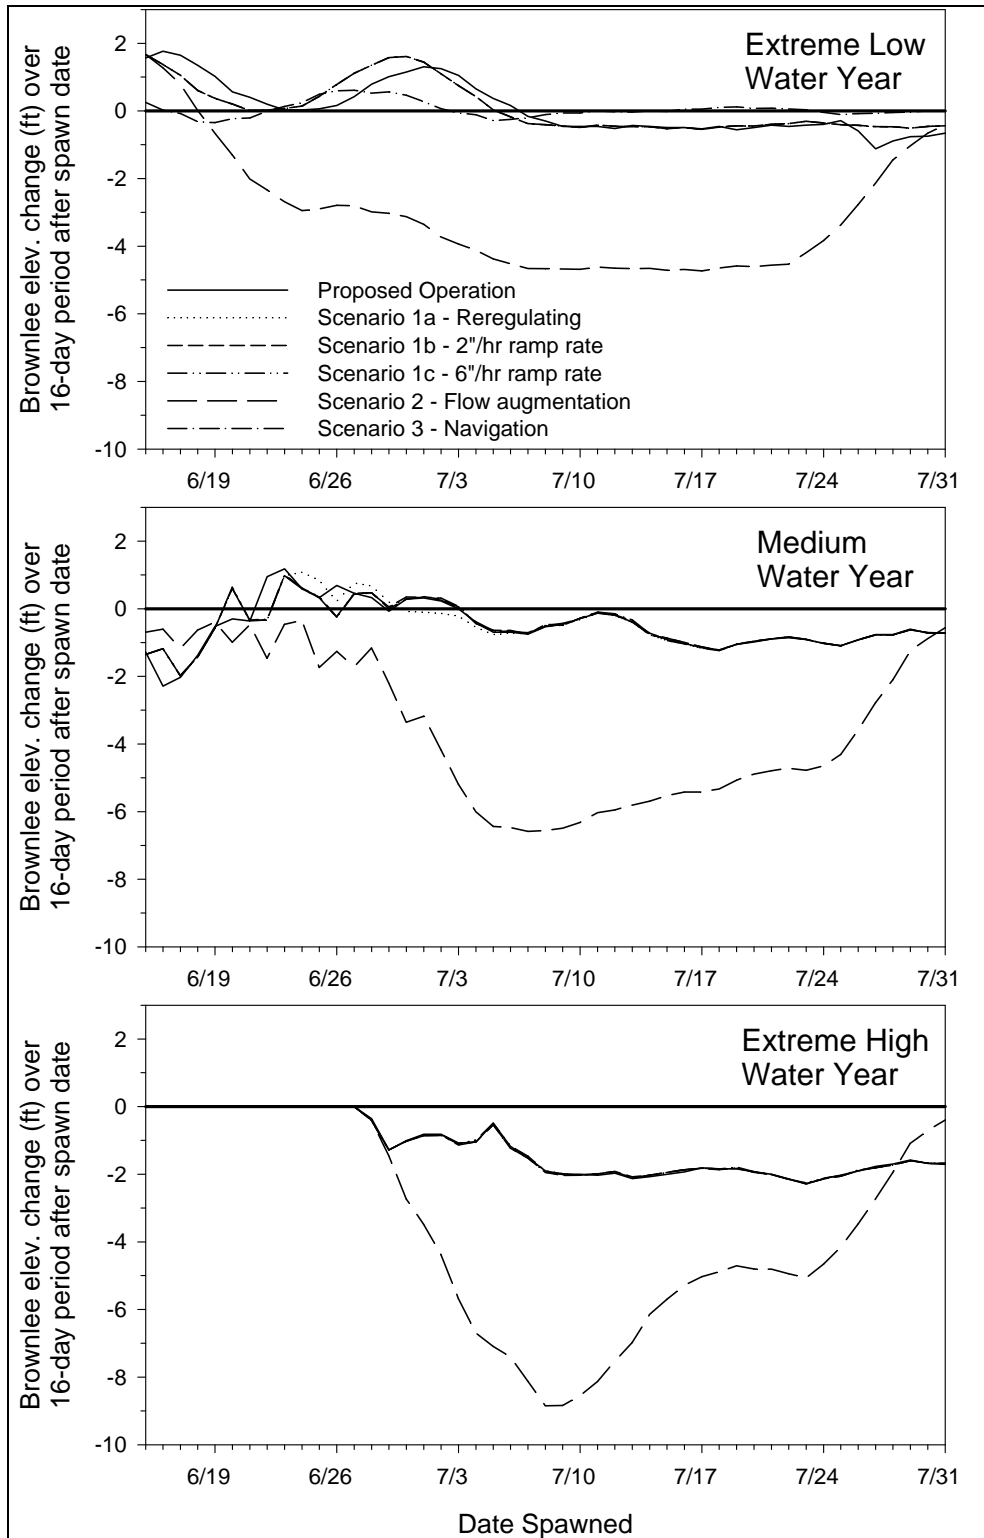 Brownlee elev. change (ft) over
16-day period after spawn date
2
0
-2
-4
-6
-8
-10
Extreme Low
Water Year
Proposed Operation
Scenario 1a - Reregulating
Scenario 1b - 2"/hr ramp rate
Scenario 1c - 6"/hr ramp rate
Scenario 2 - Flow augmentation
Scenario 3 - Navigation
6/19 6/26 7/3 7/10 7/17 7/24 7/31
Brownlee elev. change (ft) over
16-day period after spawn date
2
0
-2
-4
-6
-8
-10
Medium
Water Year
6/19 6/26 7/3 7/10 7/17 7/24 7/31
Brownlee elev. change (ft) over
16-day period after spawn date
2
0
-2
-4
-6
-8
-10
Extreme High
Water Year
6/19 6/26 7/3 7/10 7/17 7/24 7/31
Date Spawned